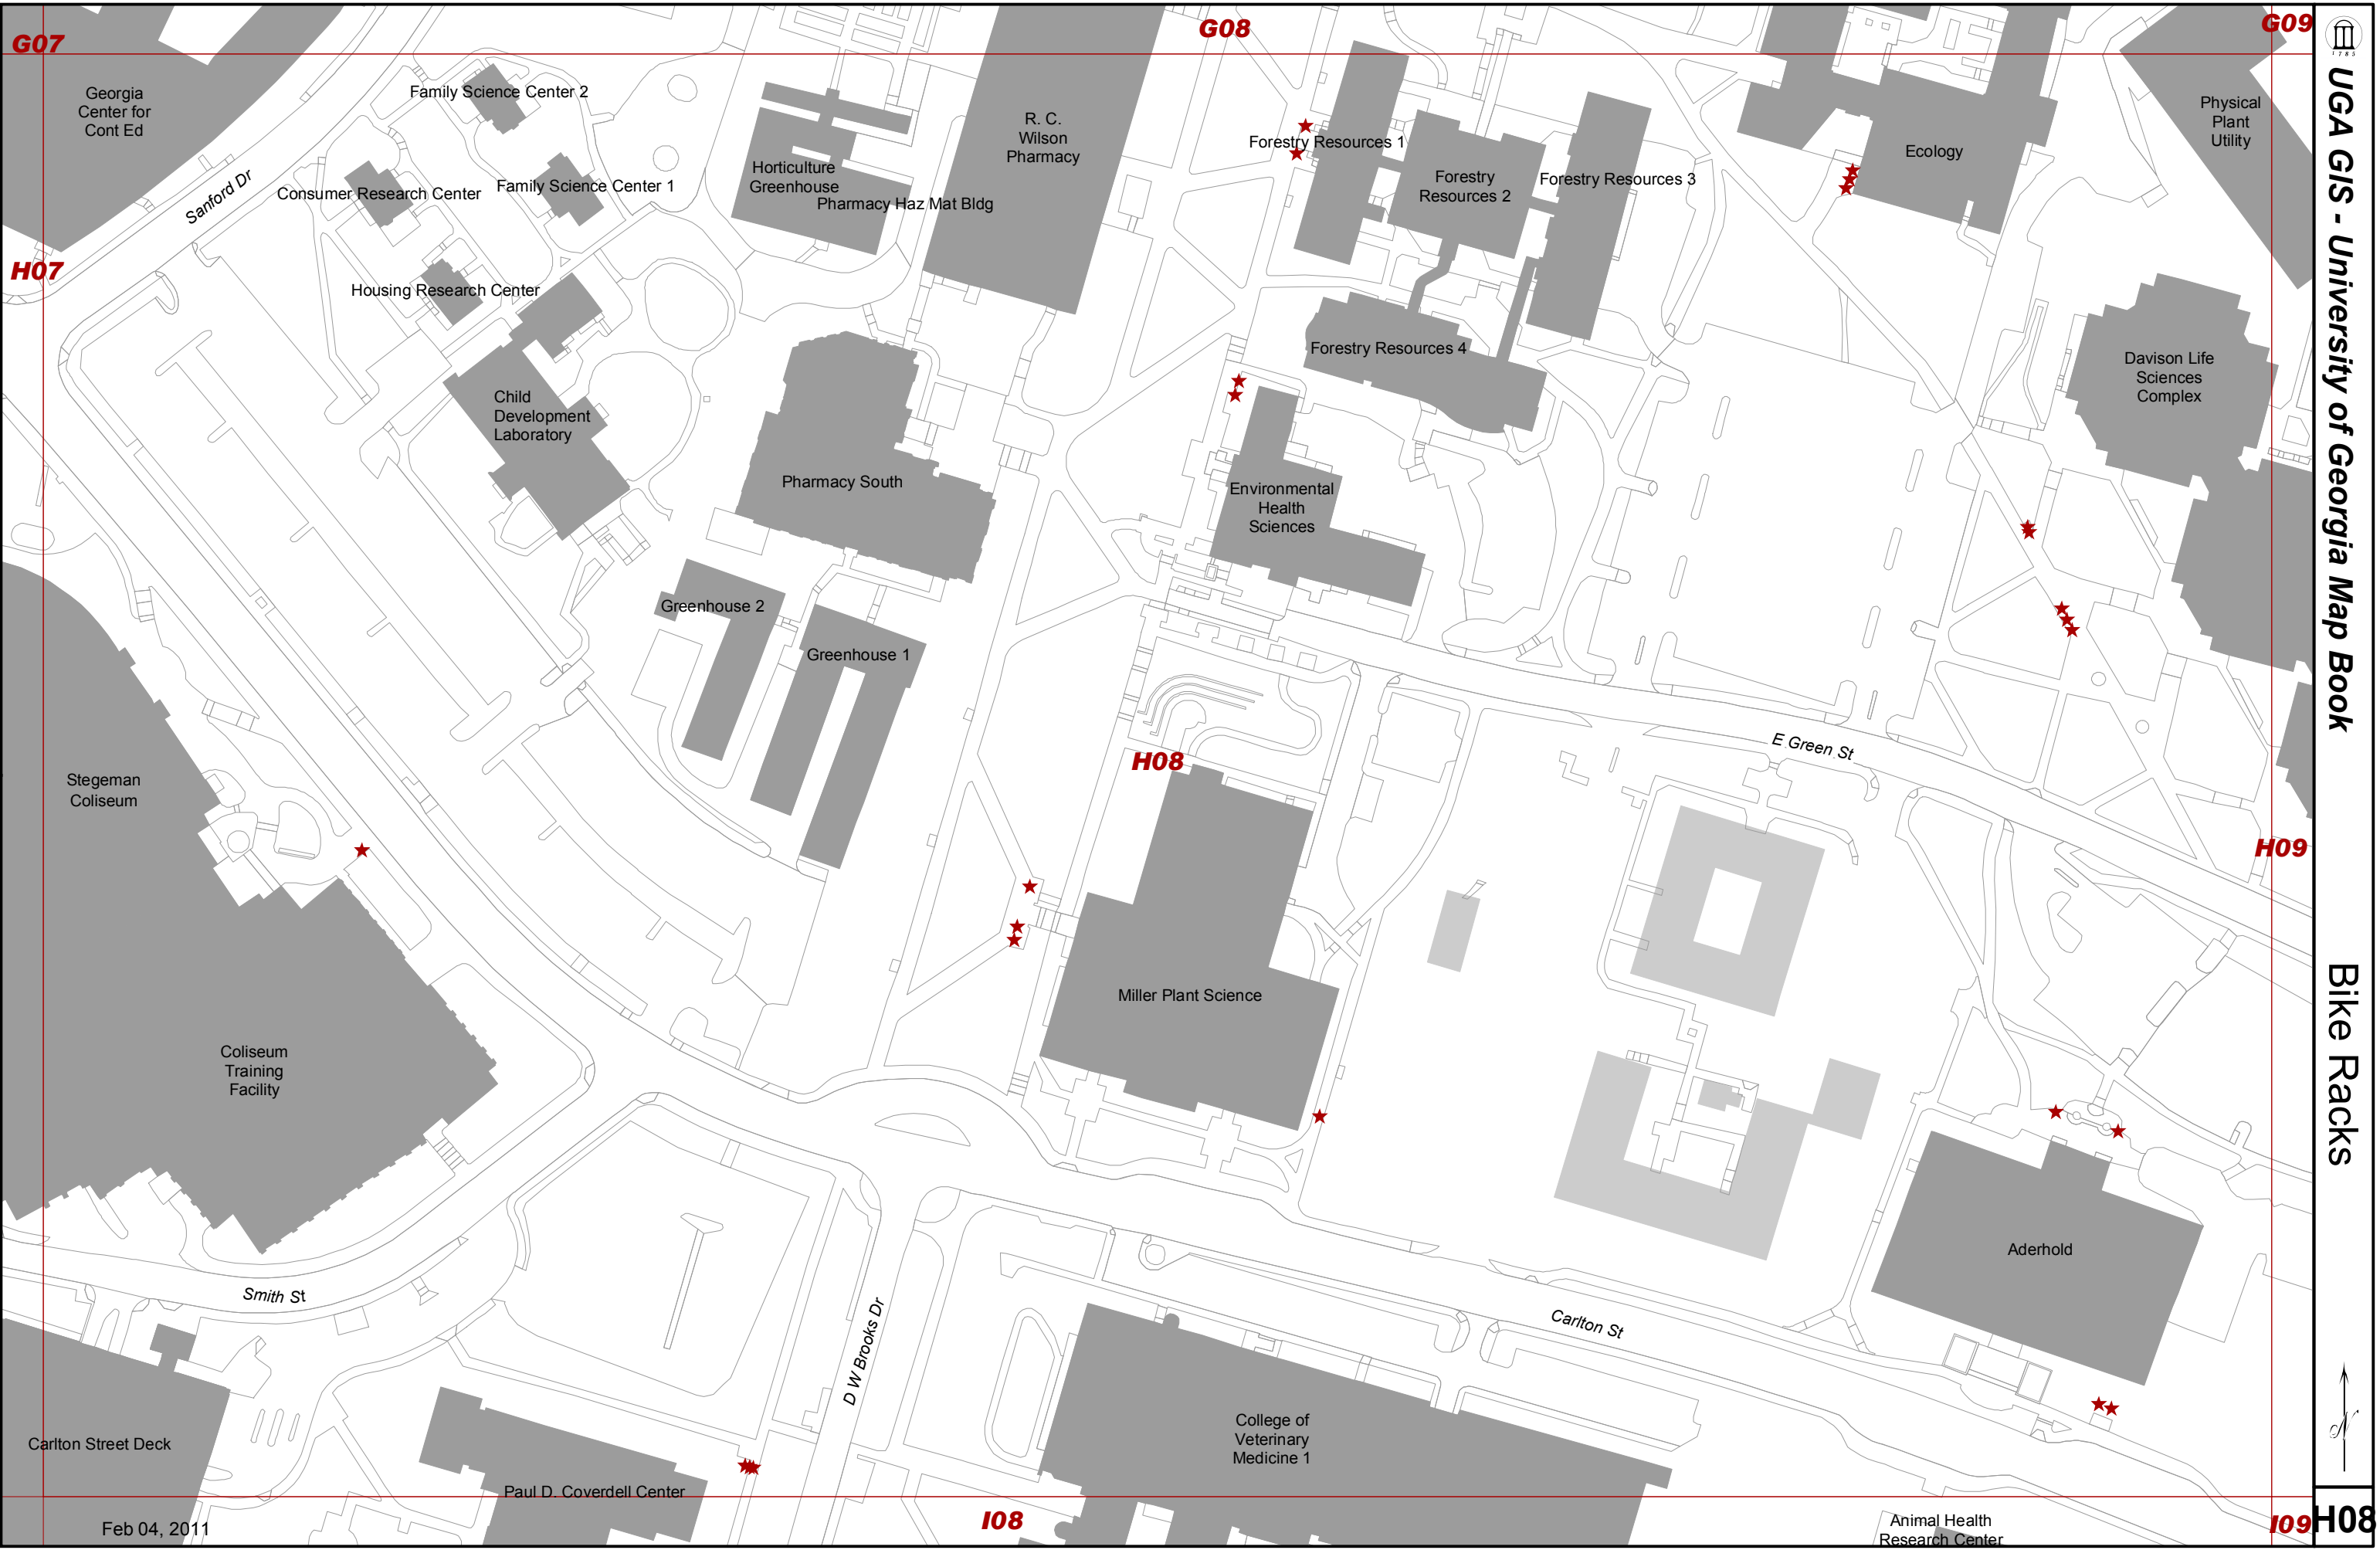 G07
G08
G09
1785
UGA GIS - University of Georgia Map Book
Bike Racks
Georgia
Center for
Cont Ed
Family Science Center 2
Sanford Dr
Consumer Research Center
Family Science Center 1
Horticulture
Greenhouse
Pharmacy Haz Mat Bldg
R. C.
Wilson
Pharmacy
Forestry Resources 1
Forestry
Resources 2
Forestry Resources 3
Ecology
Physical
Plant
Utility
H07
Housing Research Center
Forestry Resources 4
Davison Life
Sciences
Complex
Child
Development
Laboratory
Pharmacy South
Environmental
Health
Sciences
Greenhouse 2
Greenhouse 1
H08
E Green St
Stegeman
Coliseum
H09
Miller Plant Science
Coliseum
Training
Facility
Aderhold
Smith St
D W Brooks Dr
Carlton St
Carlton Street Deck
College of
Veterinary
Medicine 1
Paul D. Coverdell Center
Feb 04, 2011
I08
Animal Health
Research Center
I09
N
H08